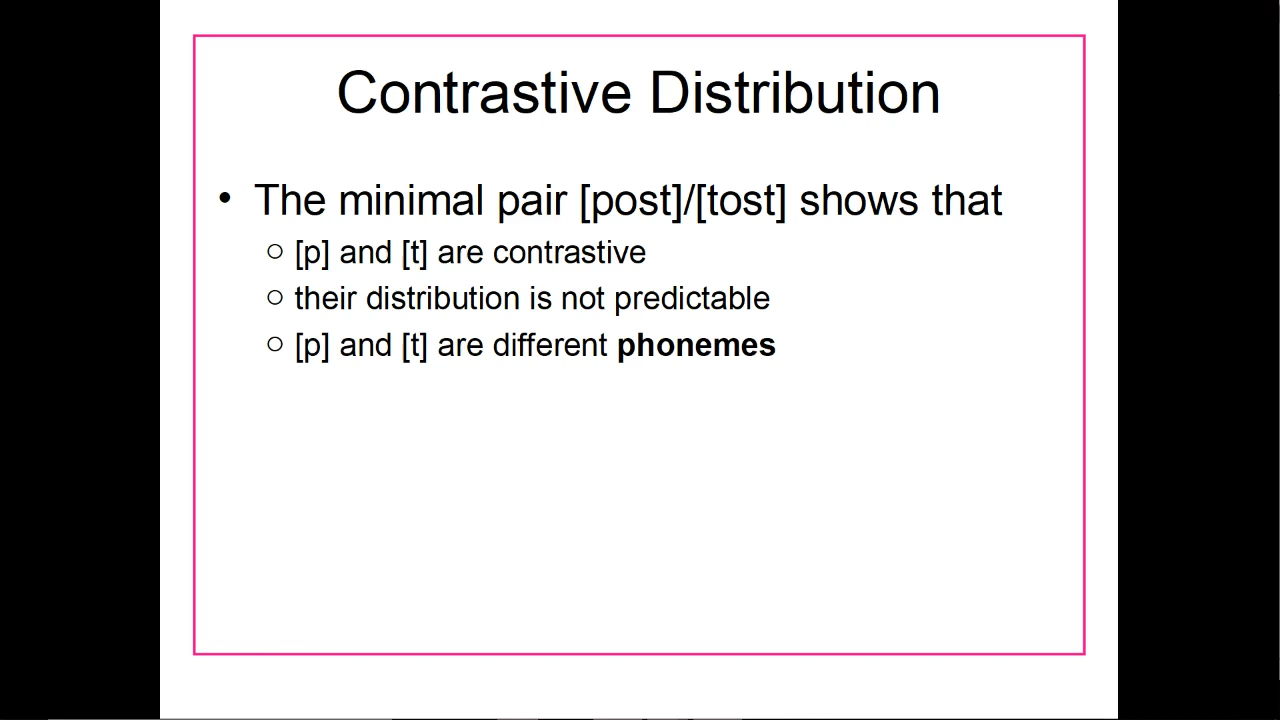 Contrastive Distribution
• The minimal pair [post]/[tost] shows that
○ [p] and [t] are contrastive
○ their distribution is not predictable
○ [p] and [t] are different phonemes